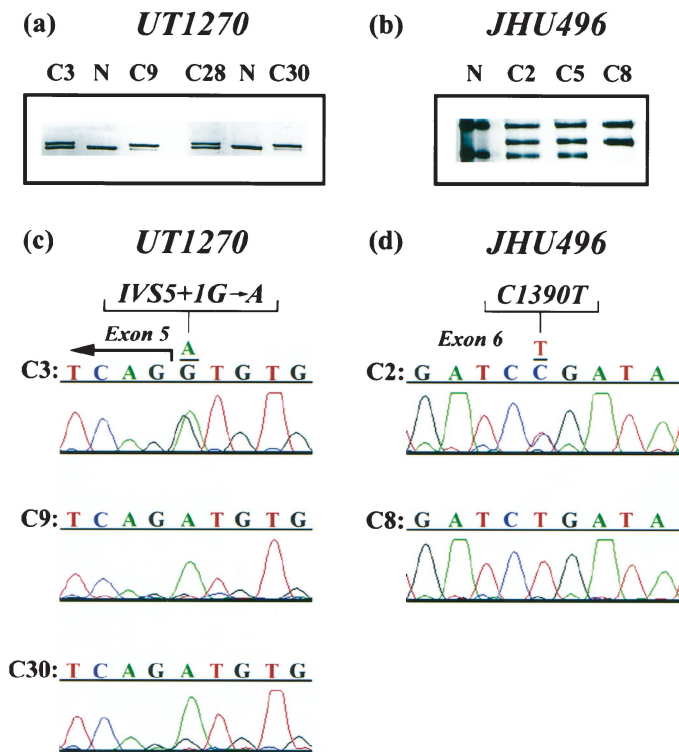 (a) UT1270
C3 N C9 C28 N C30
(b) JHU496
N C2 C5 C8
(c) UT1270
IVS5+1G→A
Exon 5 A
C3: T C A G G T G T G
C9: T C A G A T G T G
C30: T C A G A T G T G
(d) JHU496
C1390T
Exon 6 T
C2: G A T C C G A T A
C8: G A T C T G A T A